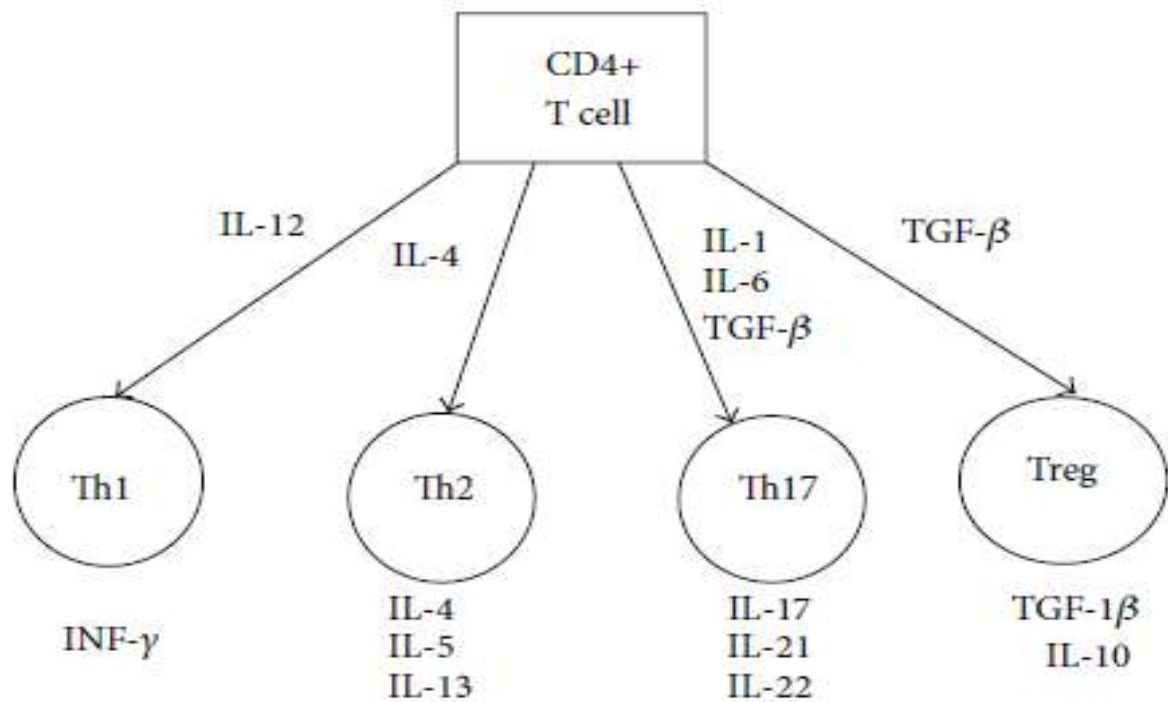 CD4+
T cell
IL-12
IL-4
IL-1
IL-6
TGF-β
TGF-β
Th1
Th2
Th17
Treg
INF-γ
IL-4
IL-5
IL-13
IL-17
IL-21
IL-22
TGF-1β
IL-10